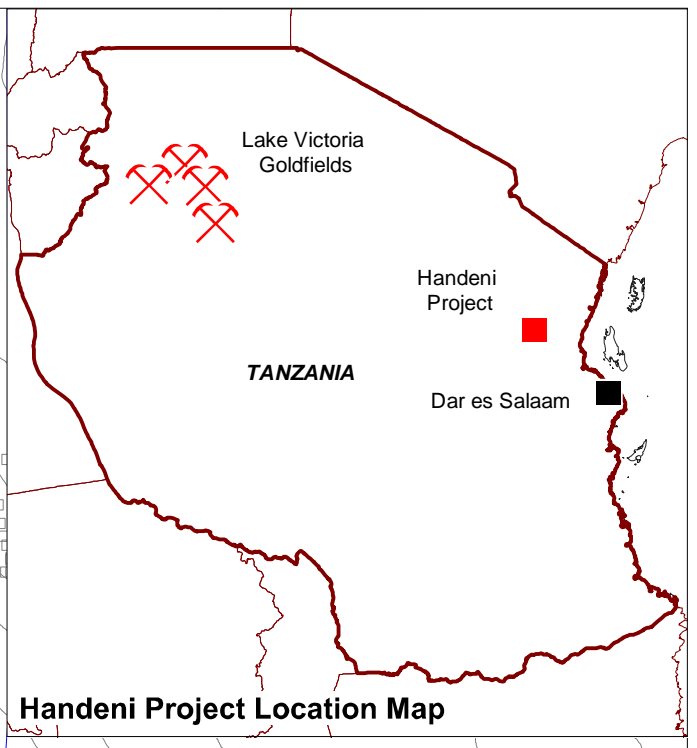 Lake Victoria
Goldfields
Handeni
Project
TANZANIA
Dar es Salaam
Handeni Project Location Map